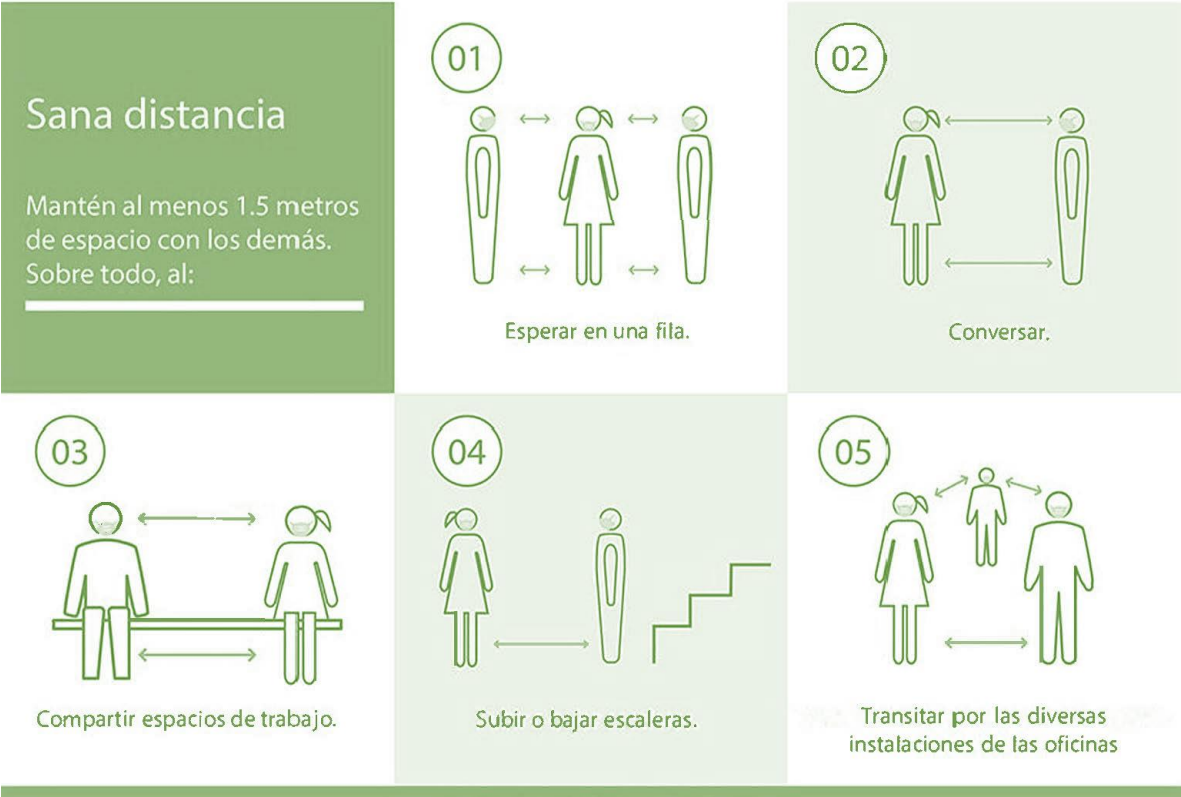 Sana distancia
Mantén al menos 1.5 metros
de espacio con los demás.
Sobre todo, al:
01
Esperar en una fila.
02
Conversar.
03
Compartir espacios de trabajo.
04
Subir o bajar escaleras.
05
Transitar por las diversas
instalaciones de las oficinas